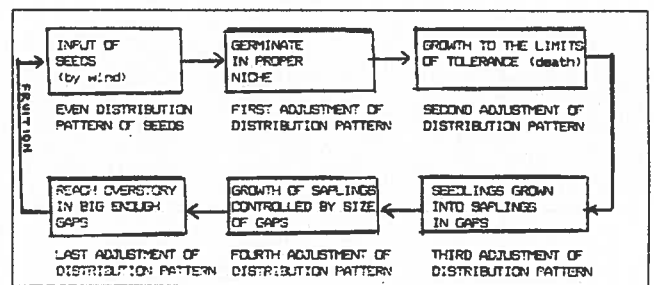 INPUT OF
SEEDS
(by wind)
GERMINATE
IN PROPER
NICHE
GROWTH TO THE LIMITS
OF TOLERANCE (death)
EVEN DISTRIBUTION
PATTERN OF SEEDS
FIRST ADJUSTMENT OF
DISTRIBUTION PATTERN
SECOND ADJUSTMENT OF
DISTRIBUTION PATTERN
FRUITION
REACH OVERSTORY
IN BIG ENOUGH
GAPS
GROWTH OF SAPLINGS
CONTROLLED BY SIZE
OF GAPS
SEEDLINGS GROWN
INTO SAPLINGS
IN GAPS
LAST ADJUSTMENT OF
DISTRIBUTION PATTERN
FOURTH ADJUSTMENT OF
DISTRIBUTION PATTERN
THIRD ADJUSTMENT OF
DISTRIBUTION PATTERN